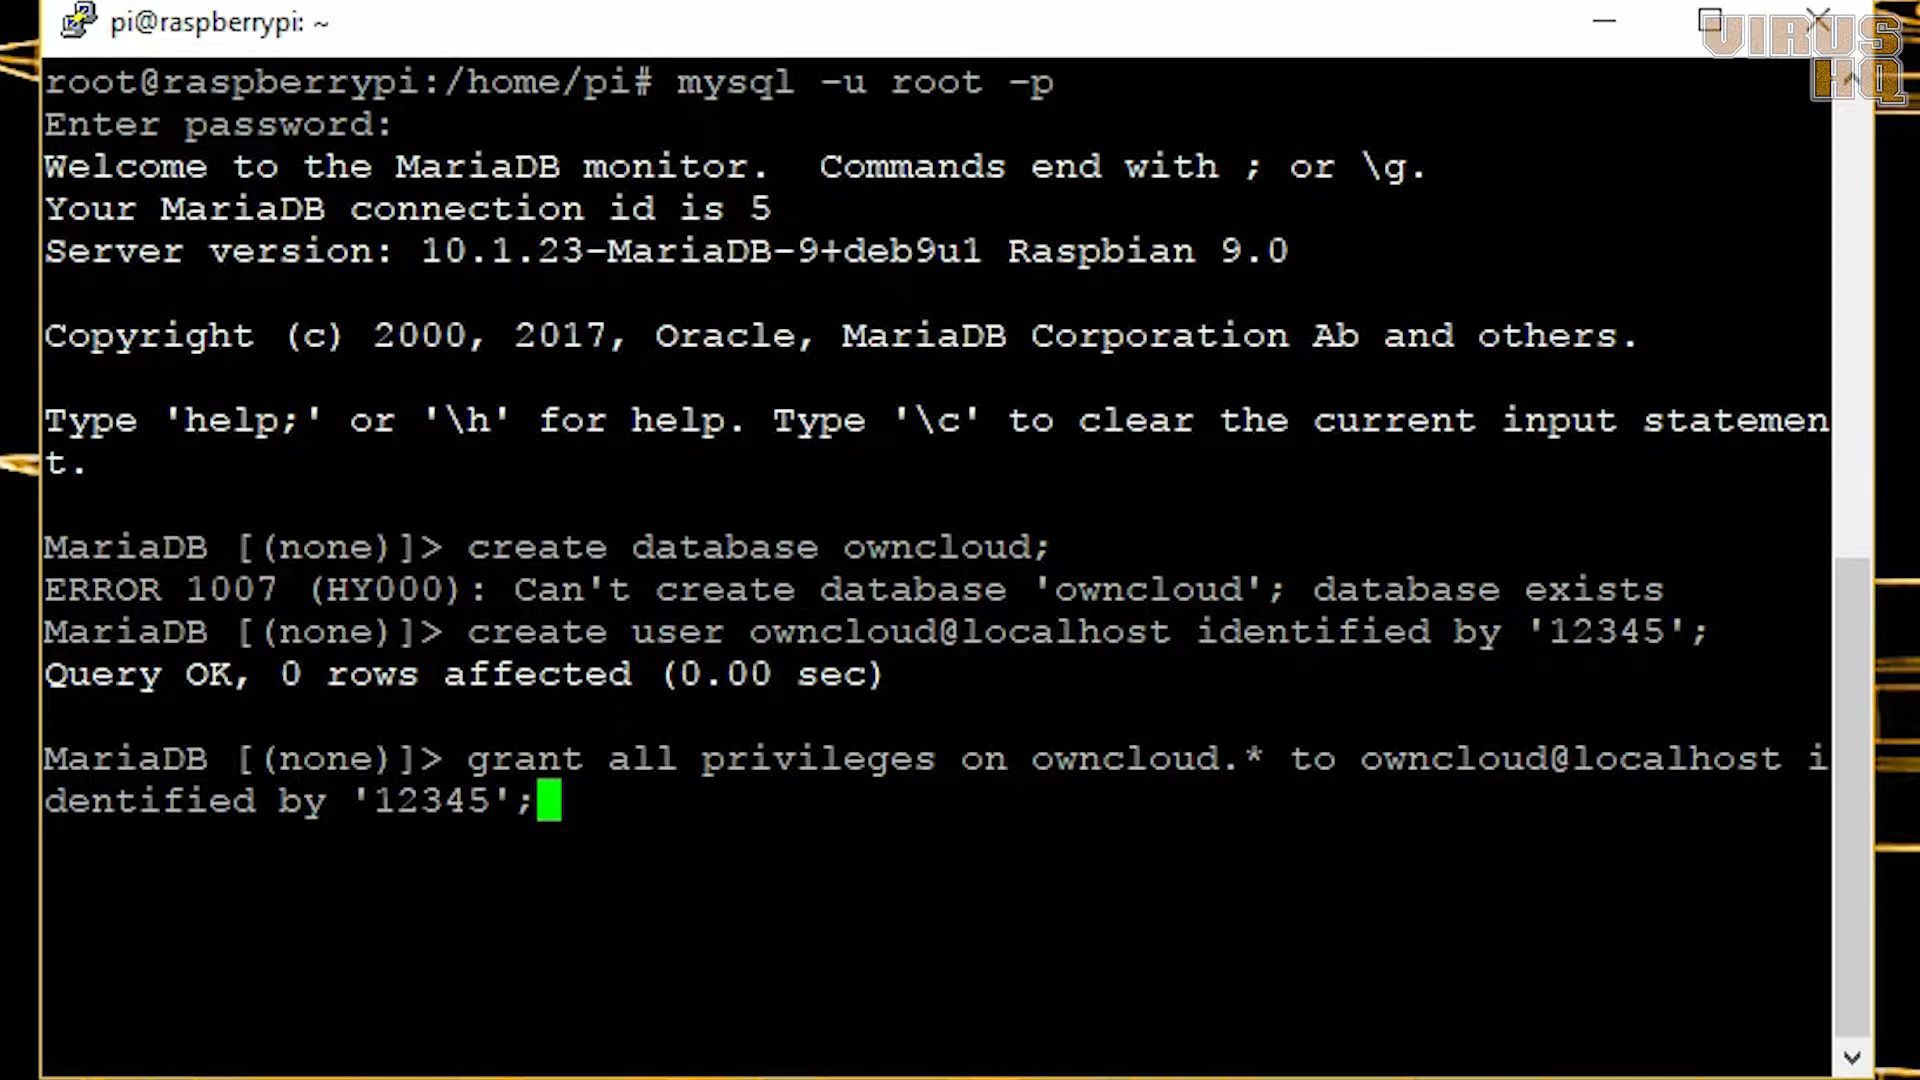 pi@raspberrypi: ~
VIRUS
HQ
root@raspberrypi:/home/pi# mysql -u root -p
Enter password:
Welcome to the MariaDB monitor.  Commands end with ; or \g.
Your MariaDB connection id is 5
Server version: 10.1.23-MariaDB-9+deb9u1 Raspbian 9.0
Copyright (c) 2000, 2017, Oracle, MariaDB Corporation Ab and others.
Type 'help;' or '\h' for help. Type '\c' to clear the current input statemen
t.
MariaDB [(none)]> create database owncloud;
ERROR 1007 (HY000): Can't create database 'owncloud'; database exists
MariaDB [(none)]> create user owncloud@localhost identified by '12345';
Query OK, 0 rows affected (0.00 sec)
MariaDB [(none)]> grant all privileges on owncloud.* to owncloud@localhost i
dentified by '12345';